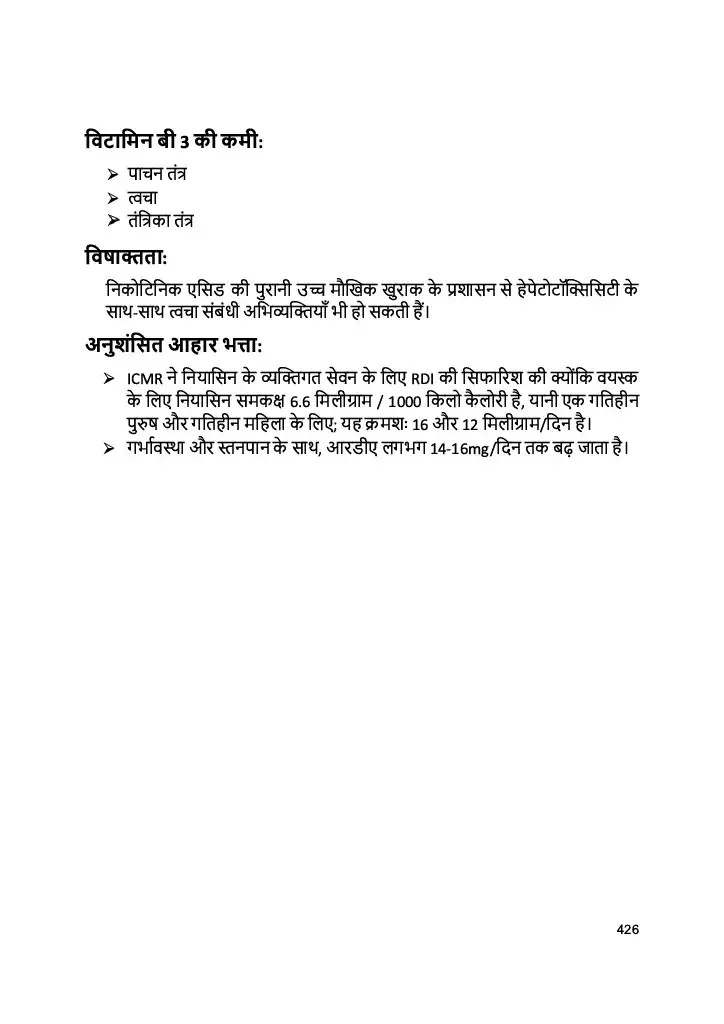 विटामिन बी 3 की कमी:
➢ पाचन तंत्र
➢ त्वचा
➢ तंत्रिका तंत्र
विषाक्तता:
निकोटिनिक एसिड की पुरानी उच्च मौखिक खुराक के प्रशासन से हेपेटोटॉक्सिसिटी के
साथ-साथ त्वचा संबंधी अभिव्यक्तियाँ भी हो सकती हैं।
अनुशंसित आहार भत्ता:
➢ ICMR ने नियासिन के व्यक्तिगत सेवन के लिए RDI की सिफारिश की क्योंकि वयस्क
के लिए नियासिन समकक्ष 6.6 मिलीग्राम / 1000 किलो कैलोरी है, यानी एक गतिहीन
पुरुष और गतिहीन महिला के लिए; यह क्रमशः 16 और 12 मिलीग्राम/दिन है।
➢ गर्भावस्था और स्तनपान के साथ, आरडीए लगभग 14-16mg/दिन तक बढ़ जाता है।
426